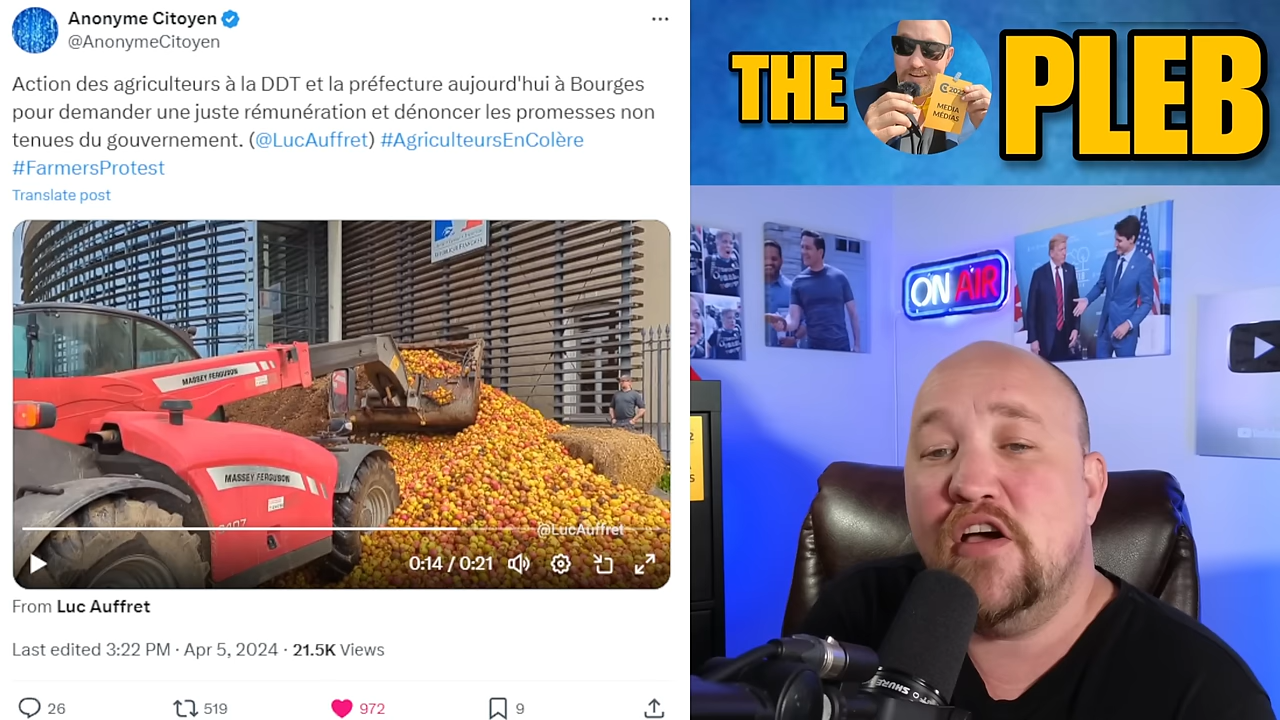 Anonyme Citoyen
@AnonymeCitoyen
Action des agriculteurs à la DDT et la préfecture aujourd'hui à Bourges
pour demander une juste rémunération et dénoncer les promesses non
tenues du gouvernement. (@LucAuffret) #AgriculteursEnColère
#FarmersProtest
Translate post
MASSEY FERGUSON
MASSEY FERGUSON
@LucAuffret
0:14 / 0:21
From Luc Auffret
Last edited 3:22 PM · Apr 5, 2024 · 21.5K Views
26
519
972
9
THE
PLEB
MEDIA
MÉDIAS
ON AIR
SHURE